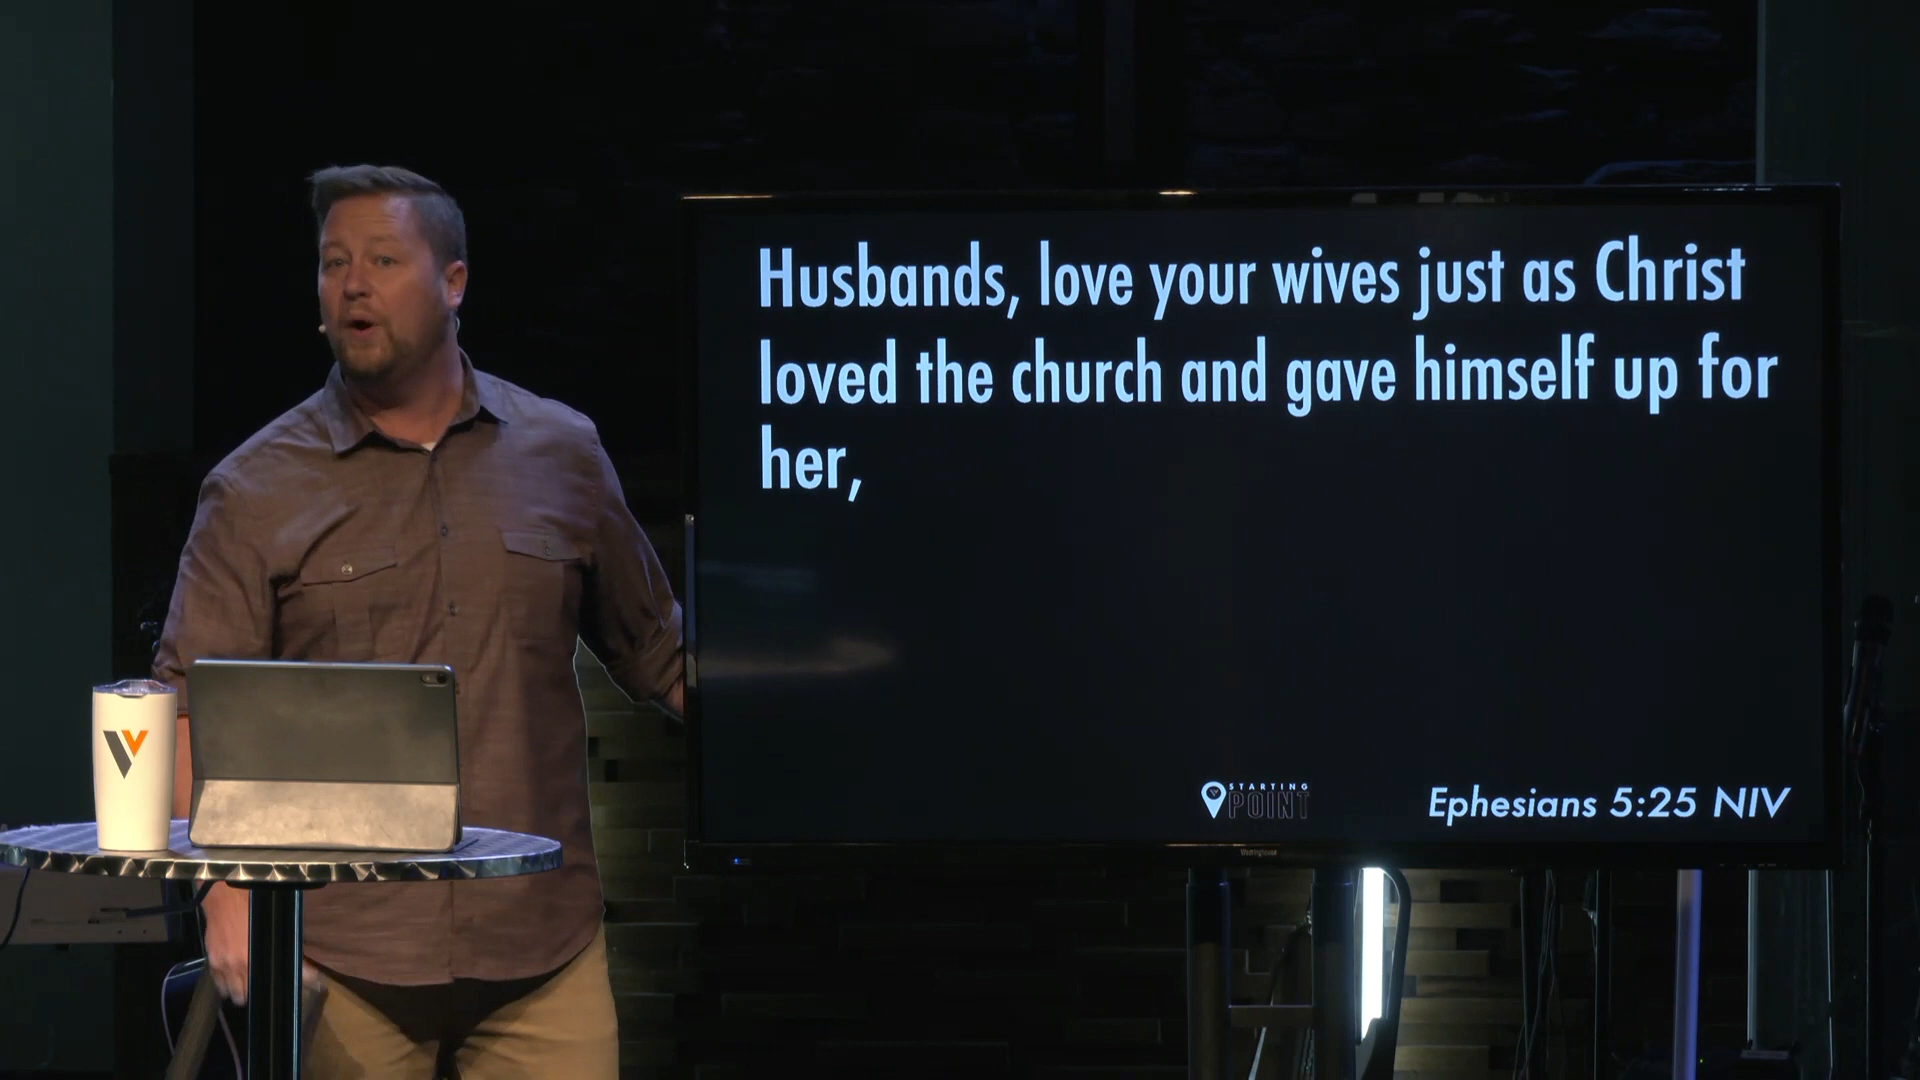 Husbands, love your wives just as Christ
loved the church and gave himself up for
her,
STARTING
POINT
Ephesians 5:25 NIV
Westinghouse